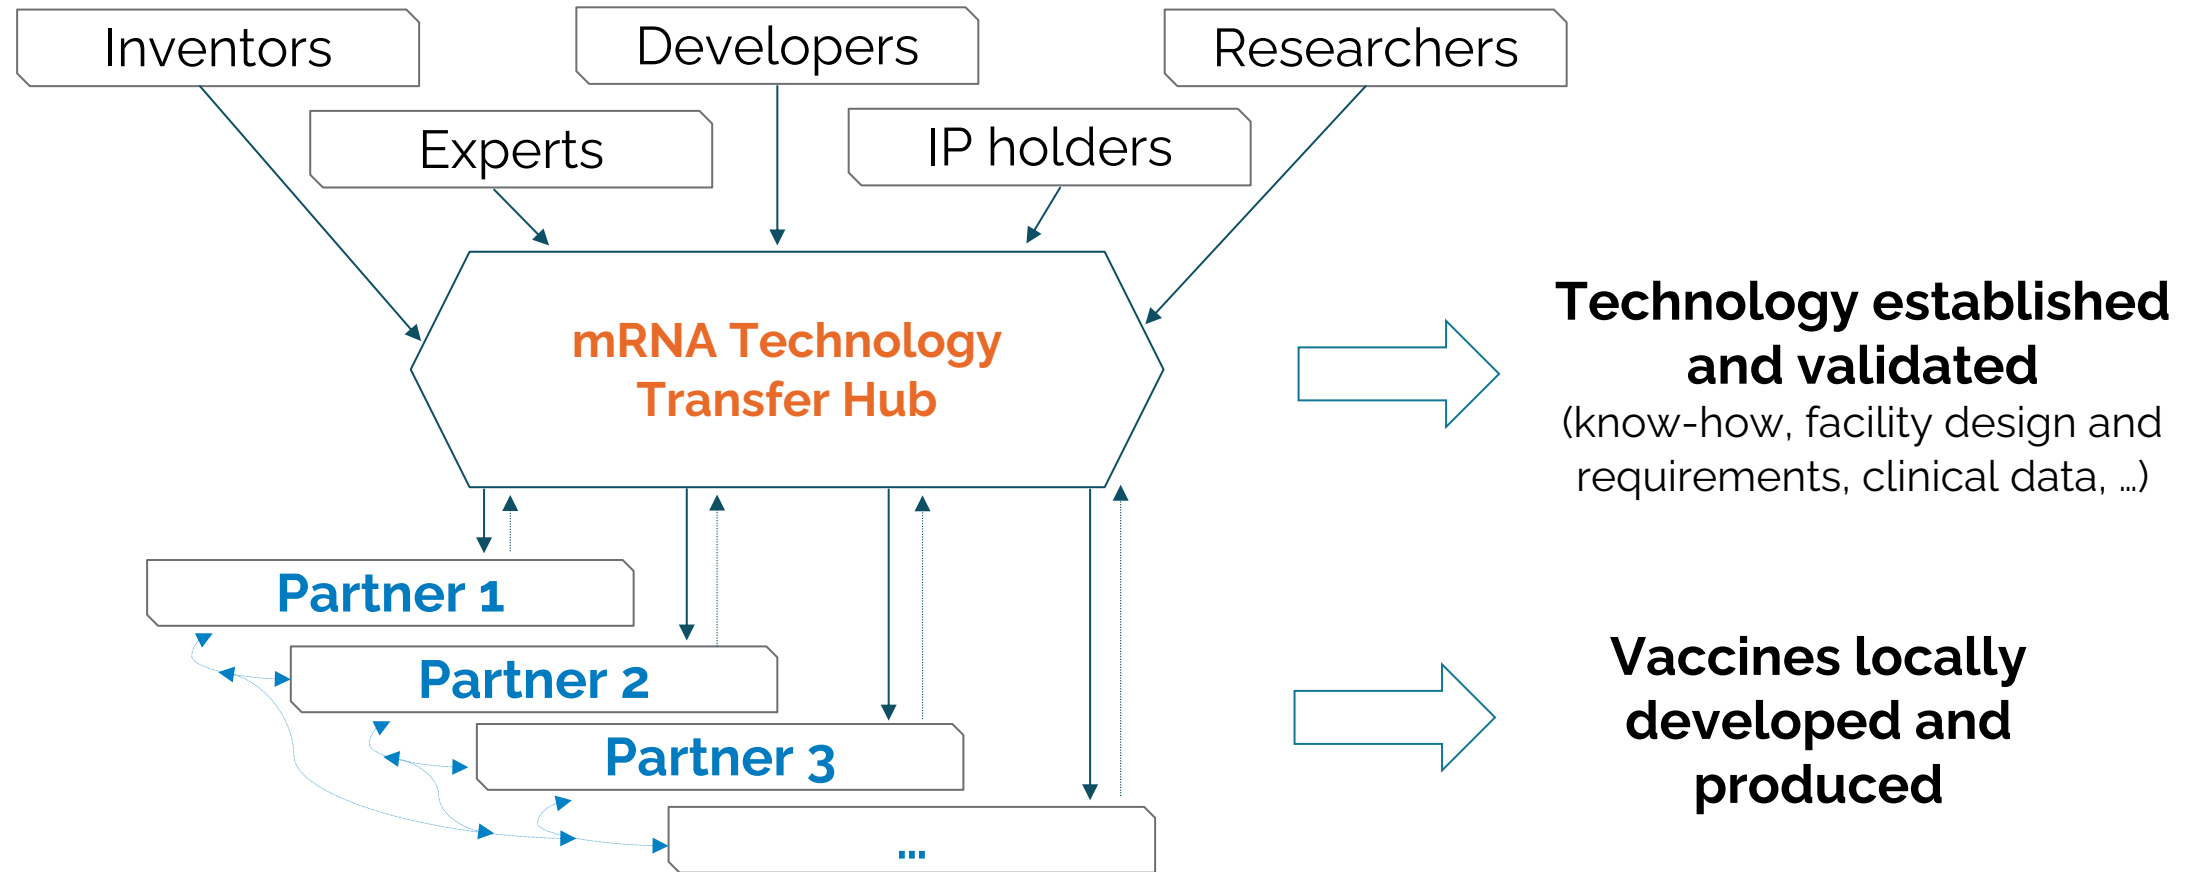 Inventors
Developers
Researchers
Experts
IP holders
mRNA Technology
Transfer Hub
Technology established
and validated
(know-how, facility design and
requirements, clinical data, ...)
Partner 1
Partner 2
Partner 3
...
Vaccines locally
developed and
produced